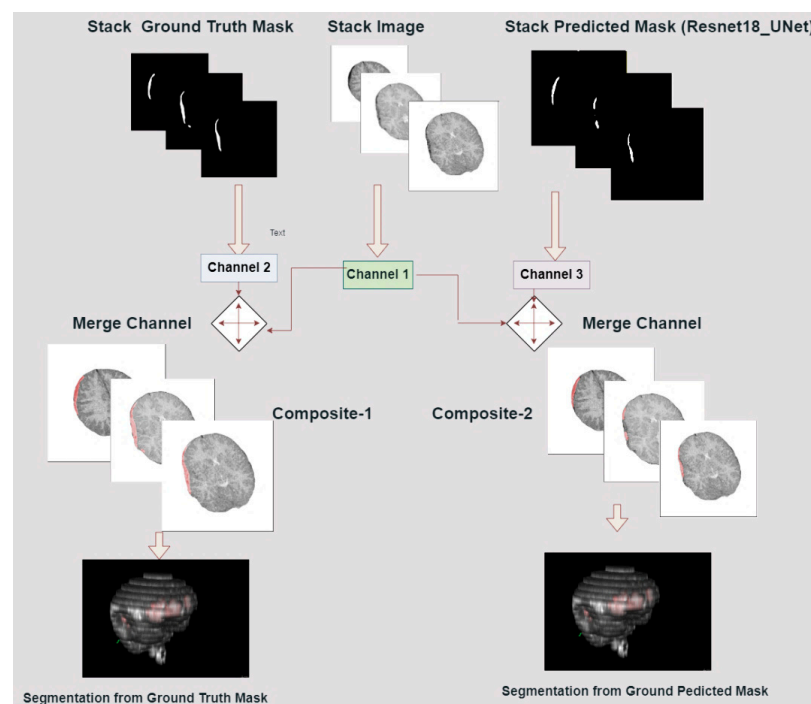 Stack Ground Truth Mask
Stack Image
Stack Predicted Mask (Resnet18_UNet)
Text
Channel 2
Channel 1
Channel 3
Merge Channel
Merge Channel
Composite-1
Composite-2
Segmentation from Ground Truth Mask
Segmentation from Ground Pedicted Mask